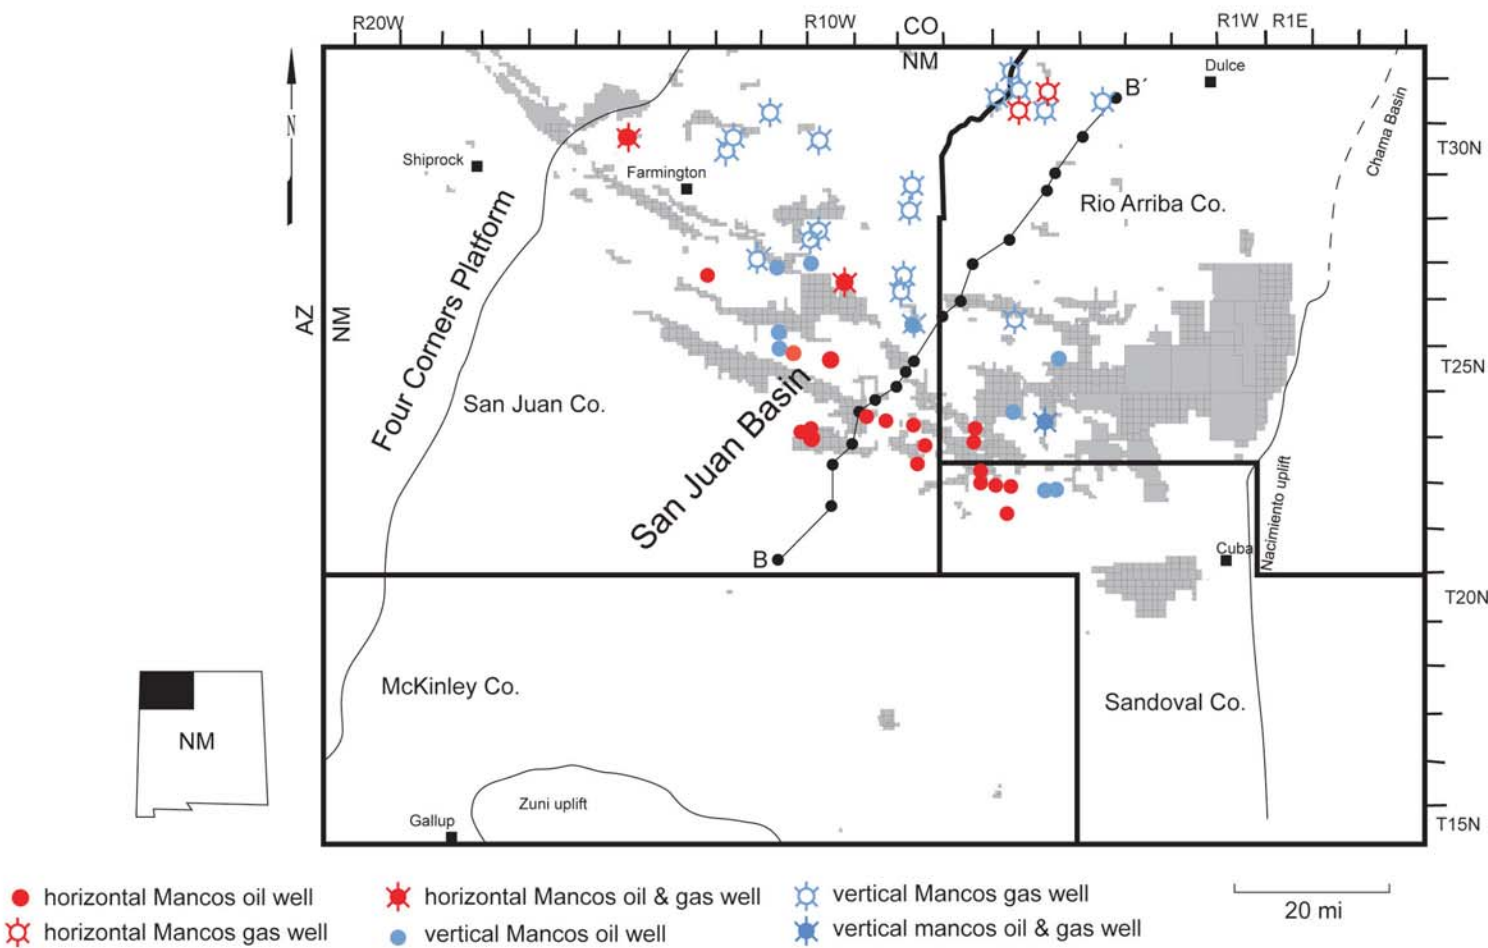 R20W
R10W
CO
R1W
R1E
NM
Dulce
B´
N
Chama Basin
T30N
Shiprock
Farmington
Rio Arriba Co.
Four Corners Platform
AZ
NM
T25N
San Juan Co.
San Juan Basin
Nacimiento uplift
Cuba
B
T20N
McKinley Co.
Sandoval Co.
NM
Zuni uplift
Gallup
T15N
horizontal Mancos oil well
horizontal Mancos oil & gas well
vertical Mancos gas well
horizontal Mancos gas well
vertical Mancos oil well
vertical mancos oil & gas well
20 mi